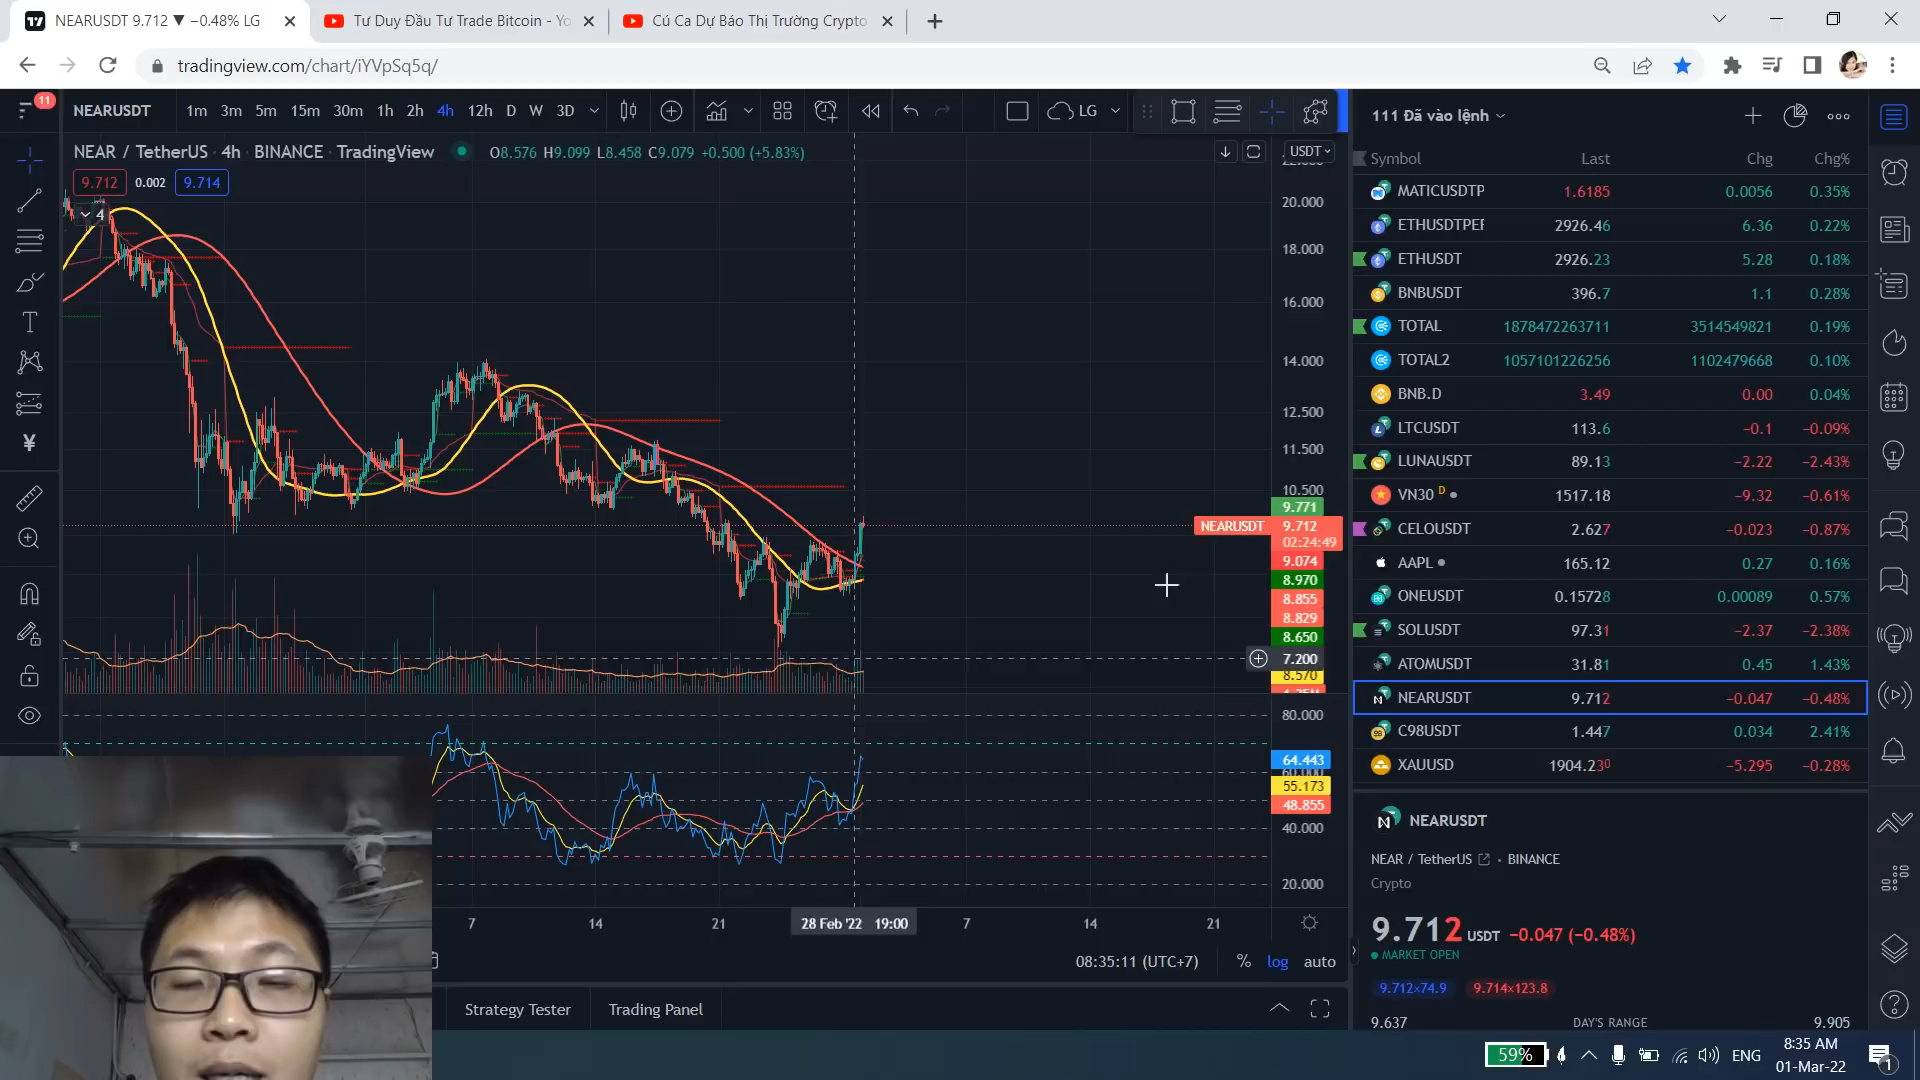 NEARUSDT 9.712 ▼ −0.48% LG
Tư Duy Đầu Tư Trade Bitcoin - Yo
Cú Ca Dự Báo Thị Trường Crypto
tradingview.com/chart/iYVpSq5q/
11
NEARUSDT 1m 3m 5m 15m 30m 1h 2h 4h 12h D W 3D LG
NEAR / TetherUS · 4h · BINANCE · TradingView O8.576 H9.099 L8.458 C9.079 +0.500 (+5.83%) USDT
9.712 0.002 9.714
4
20.000
18.000
16.000
14.000
12.500
11.500
10.500
9.771
NEARUSDT 9.712
02:24:49
9.074
8.970
8.855
8.829
8.650
7.200
8.570
80.000
64.443
60.000
55.173
48.855
40.000
20.000
7 14 21 28 Feb '22 19:00 7 14 21
08:35:11 (UTC+7) % log auto
Strategy Tester Trading Panel
111 Đã vào lệnh
Symbol Last Chg Chg%
MATICUSDTP 1.6185 0.0056 0.35%
ETHUSDTPEF 2926.46 6.36 0.22%
ETHUSDT 2926.23 5.28 0.18%
BNBUSDT 396.7 1.1 0.28%
TOTAL 1878472263711 3514549821 0.19%
TOTAL2 1057101226256 1102479668 0.10%
BNB.D 3.49 0.00 0.04%
LTCUSDT 113.6 −0.1 −0.09%
LUNAUSDT 89.13 −2.22 −2.43%
VN30 D 1517.18 −9.32 −0.61%
CELOUSDT 2.627 −0.023 −0.87%
AAPL 165.12 0.27 0.16%
ONEUSDT 0.15728 0.00089 0.57%
SOLUSDT 97.31 −2.37 −2.38%
ATOMUSDT 31.81 0.45 1.43%
NEARUSDT 9.712 −0.047 −0.48%
C98USDT 1.447 0.034 2.41%
XAUUSD 1904.230 −5.295 −0.28%
NEARUSDT
NEAR / TetherUS · BINANCE
Crypto
9.712 USDT −0.047 (−0.48%)
MARKET OPEN
9.712×74.9 9.714×123.8
9.637 DAY'S RANGE 9.905
59% ENG 8:35 AM
01-Mar-22
1